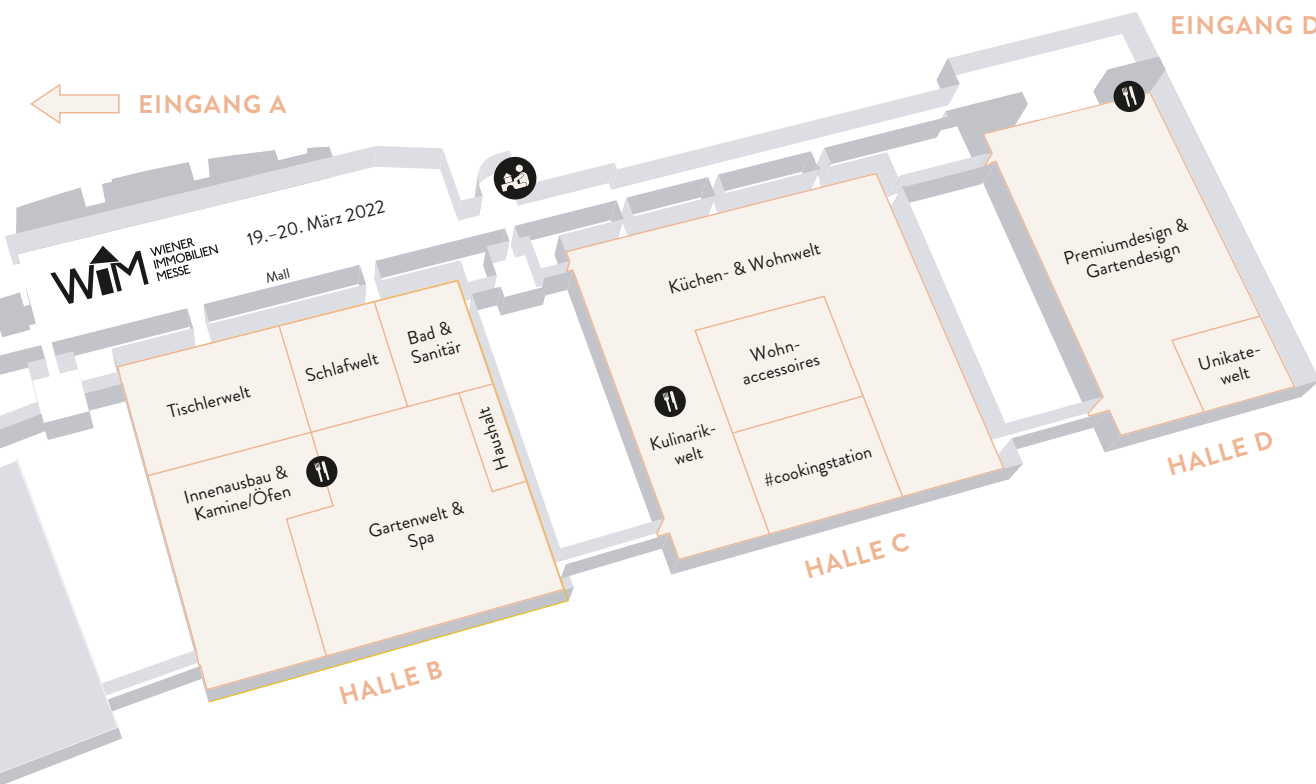 EINGANG D
EINGANG A
19.–20. März 2022
WIM
WIENER
IMMOBILIEN
MESSE
Mall
Tischlerwelt
Schlafwelt
Bad &
Sanitär
Haushalt
Innenausbau &
Kamine/Öfen
Gartenwelt &
Spa
HALLE B
Küchen- & Wohnwelt
Wohn-
accessoires
Kulinarik-
welt
#cookingstation
HALLE C
Premiumdesign &
Gartendesign
Unikate-
welt
HALLE D